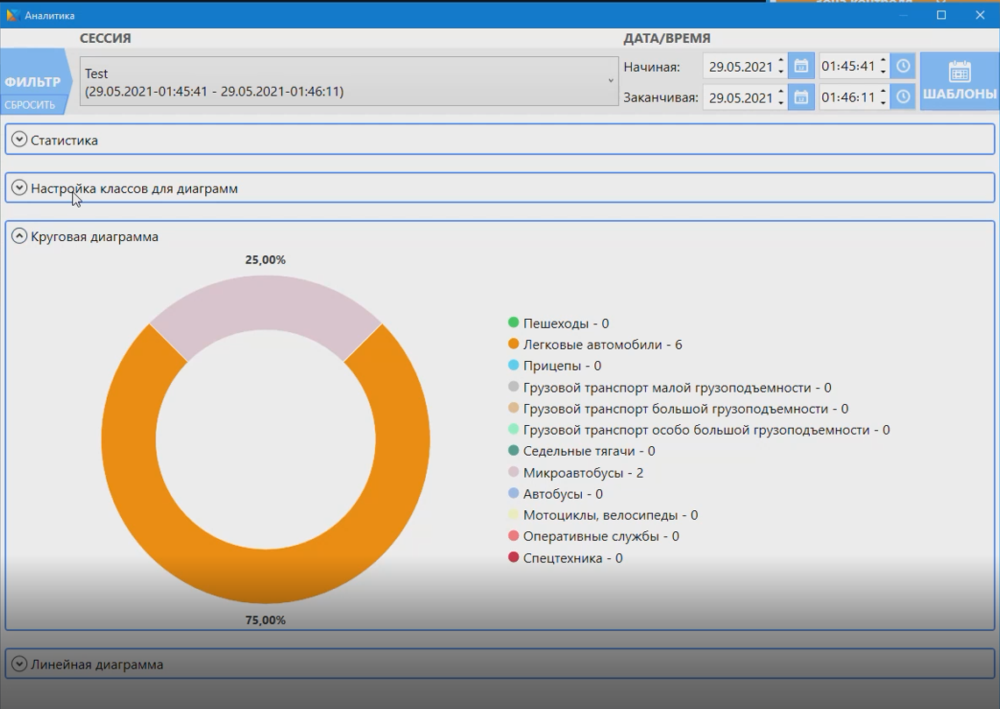 Аналитика
СЕССИЯ
ДАТА/ВРЕМЯ
ФИЛЬТР
СБРОСИТЬ
Test
(29.05.2021-01:45:41 - 29.05.2021-01:46:11)
Начиная: 29.05.2021 01:45:41
Заканчивая: 29.05.2021 01:46:11
ШАБЛОНЫ
Статистика
Настройка классов для диаграмм
Круговая диаграмма
25,00%
75,00%
Пешеходы - 0
Легковые автомобили - 6
Прицепы - 0
Грузовой транспорт малой грузоподъемности - 0
Грузовой транспорт большой грузоподъемности - 0
Грузовой транспорт особо большой грузоподъемности - 0
Седельные тягачи - 0
Микроавтобусы - 2
Автобусы - 0
Мотоциклы, велосипеды - 0
Оперативные службы - 0
Спецтехника - 0
Линейная диаграмма